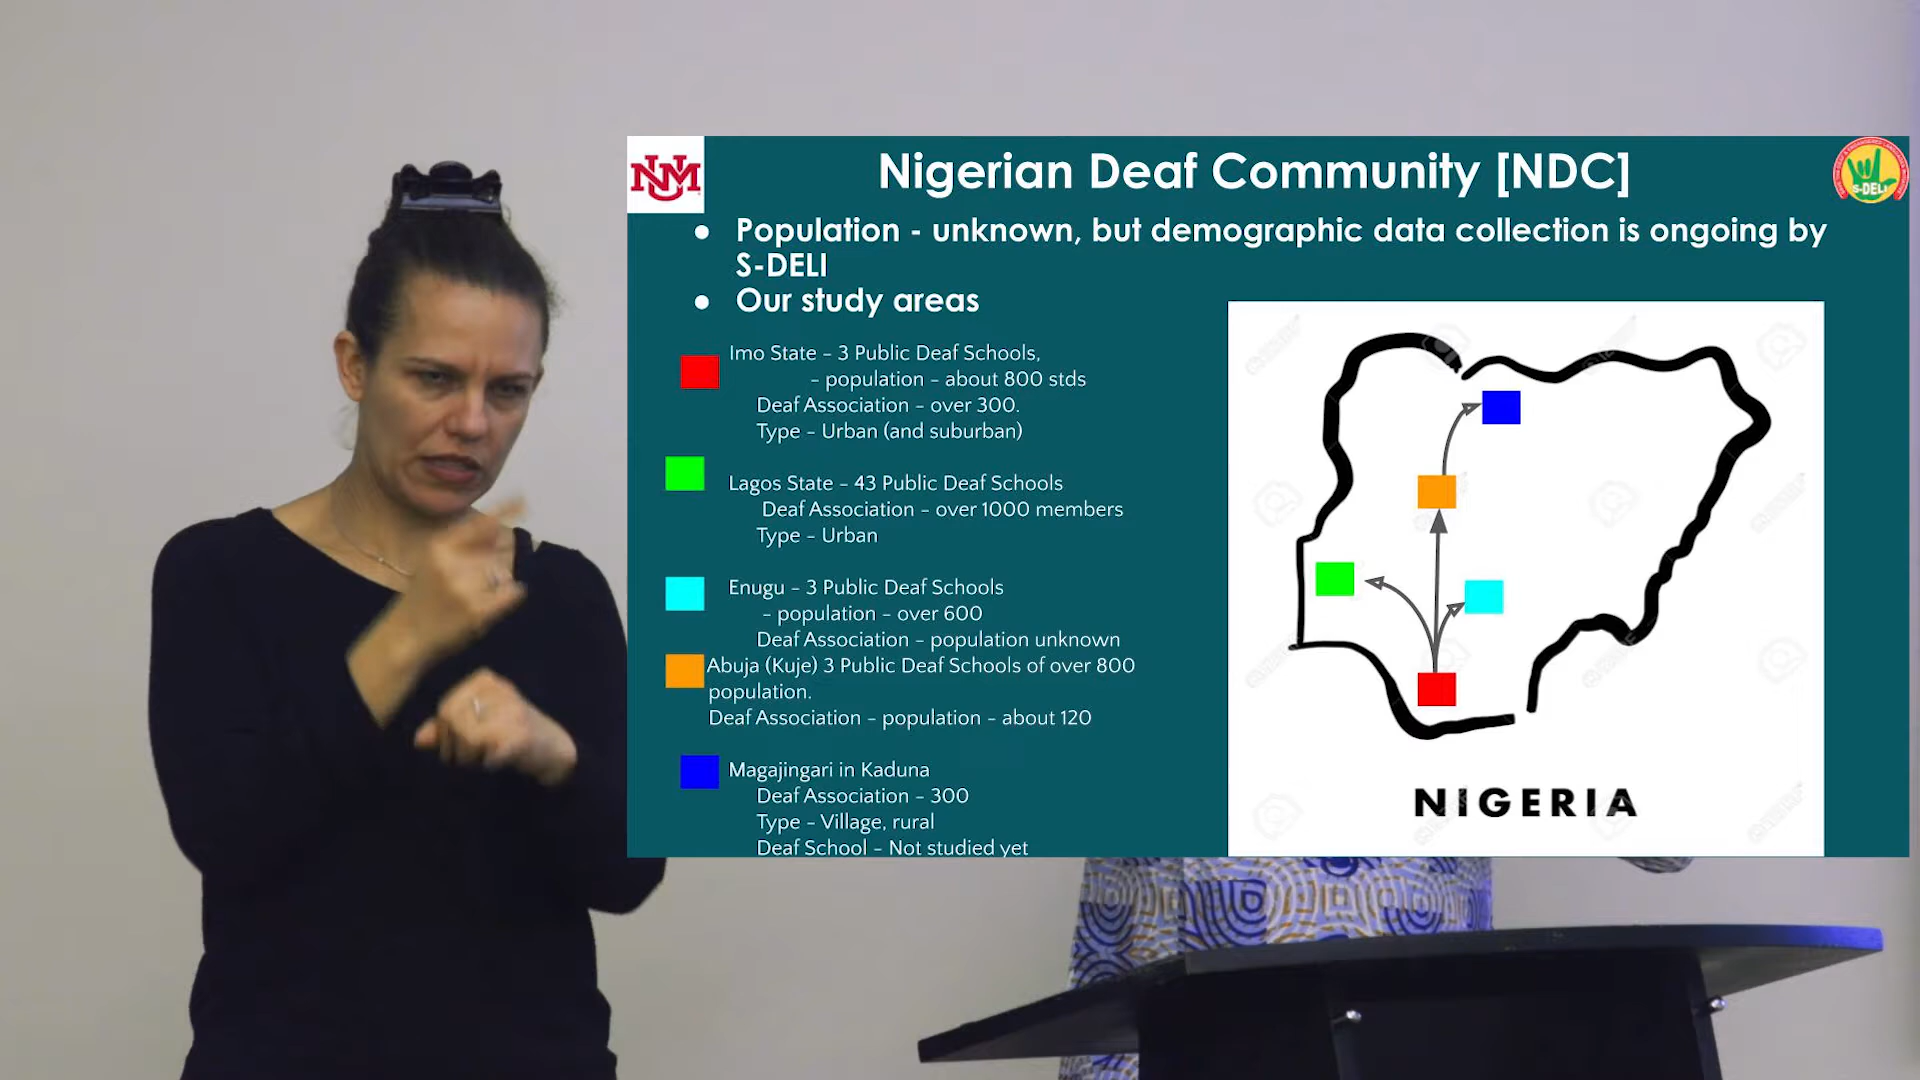 NM
U
Nigerian Deaf Community [NDC]
S-DELI
● Population - unknown, but demographic data collection is ongoing by
S-DELI
● Our study areas
Imo State – 3 Public Deaf Schools,
– population – about 800 stds
Deaf Association – over 300.
Type – Urban (and suburban)
Lagos State – 43 Public Deaf Schools
Deaf Association – over 1000 members
Type – Urban
Enugu – 3 Public Deaf Schools
– population – over 600
Deaf Association – population unknown
Abuja (Kuje) 3 Public Deaf Schools of over 800
population.
Deaf Association – population – about 120
Magajingari in Kaduna
Deaf Association – 300
Type – Village, rural
Deaf School – Not studied yet
NIGERIA